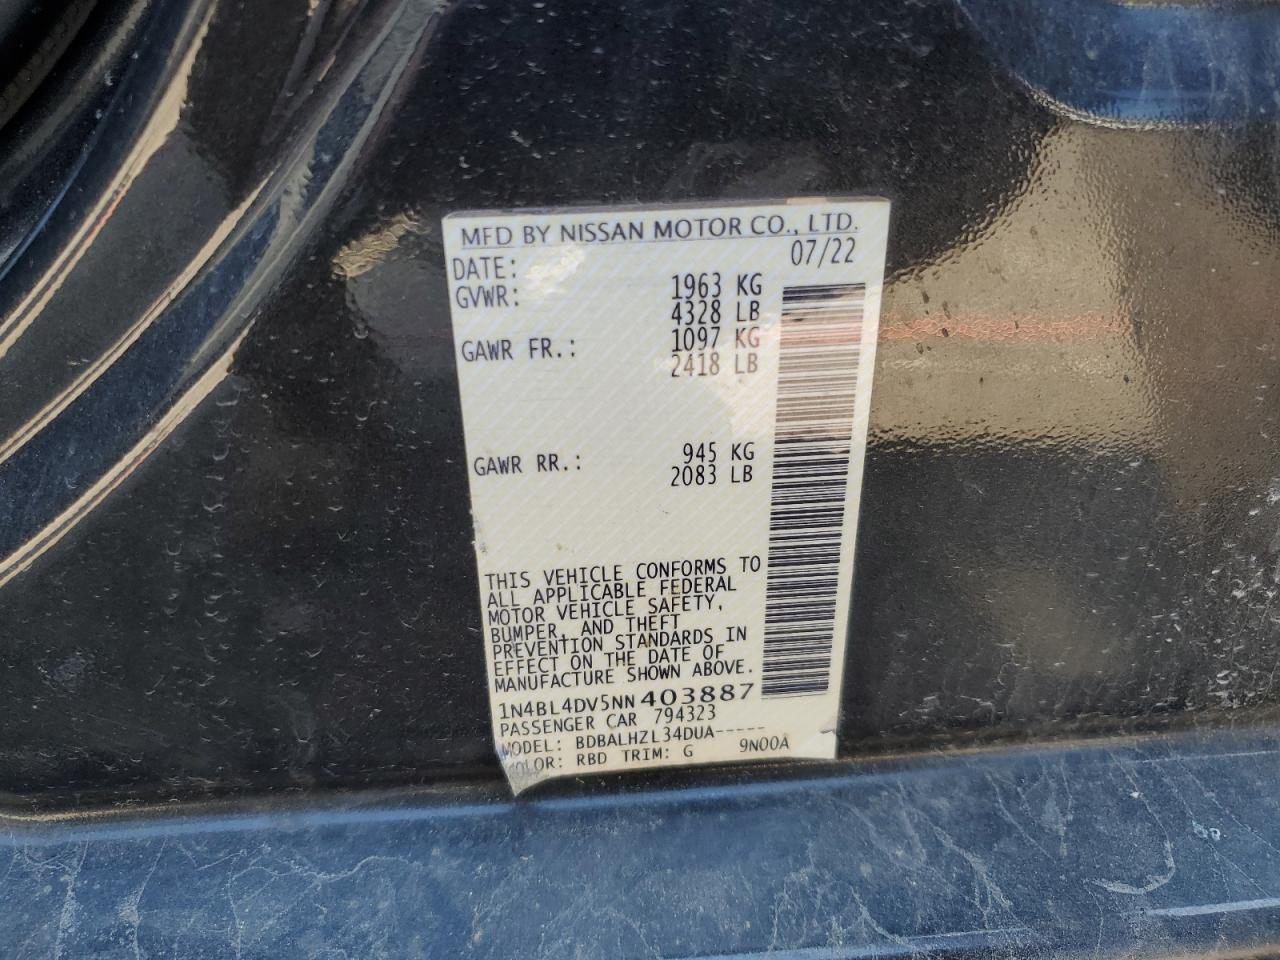 MFD BY NISSAN MOTOR CO., LTD.
DATE: 07/22
GVWR: 1963 KG
4328 LB
GAWR FR.: 1097 KG
2418 LB
GAWR RR.: 945 KG
2083 LB
THIS VEHICLE CONFORMS TO
ALL APPLICABLE FEDERAL
MOTOR VEHICLE SAFETY,
BUMPER, AND THEFT
PREVENTION STANDARDS IN
EFFECT ON THE DATE OF
MANUFACTURE SHOWN ABOVE.
1N4BL4DV5NN403887
PASSENGER CAR 794323
MODEL: BDBALHZL34DUA-----
COLOR: RBD TRIM: G 9N00A